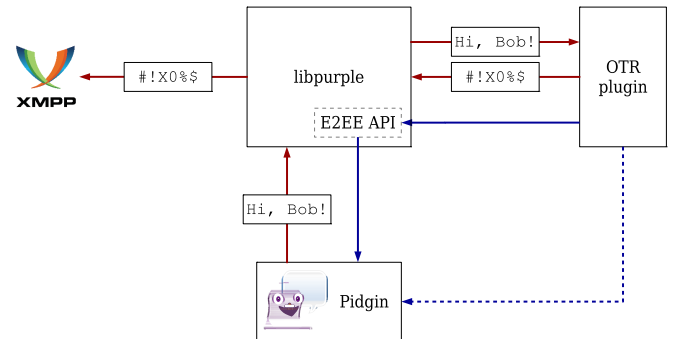 Hi, Bob!
#!X0%$
libpurple
#!X0%$
OTR
plugin
XMPP
E2EE API
Hi, Bob!
Pidgin